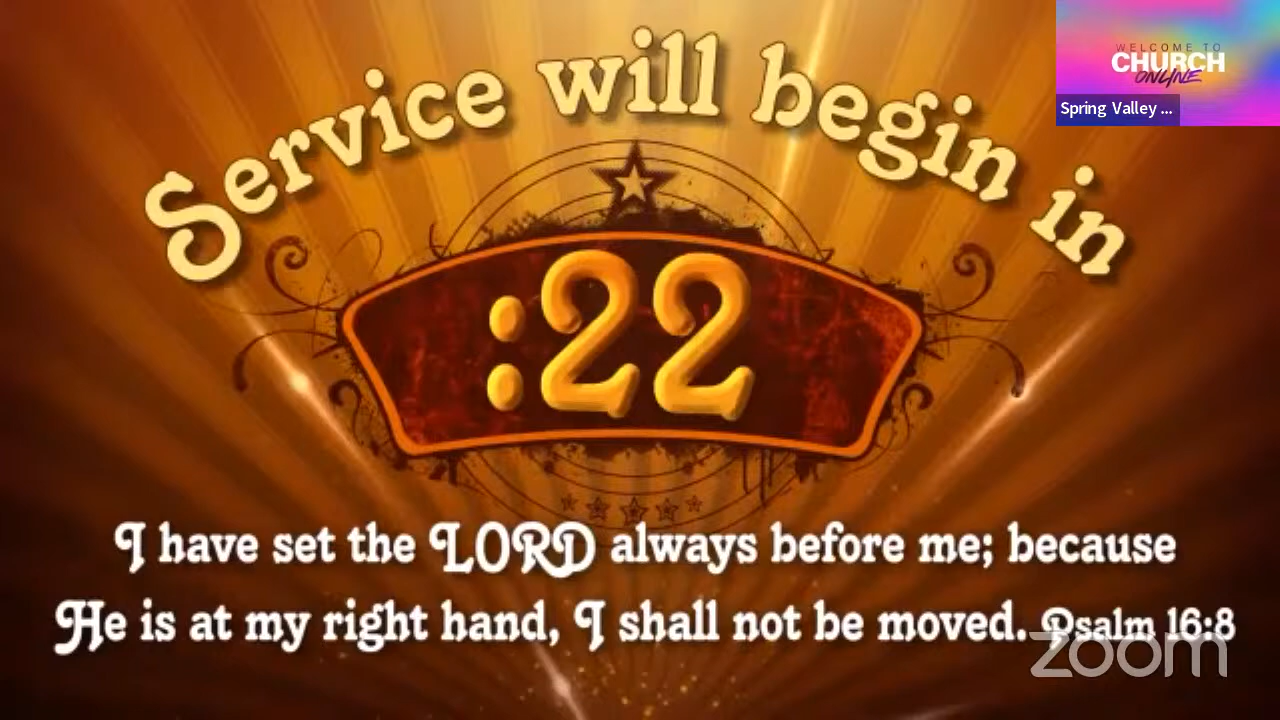 Service will begin in
:22
I have set the LORD always before me; because
He is at my right hand, I shall not be moved. Psalm 16:8
WELCOME TO
CHURCH
ONLINE
Spring Valley ...
zoom